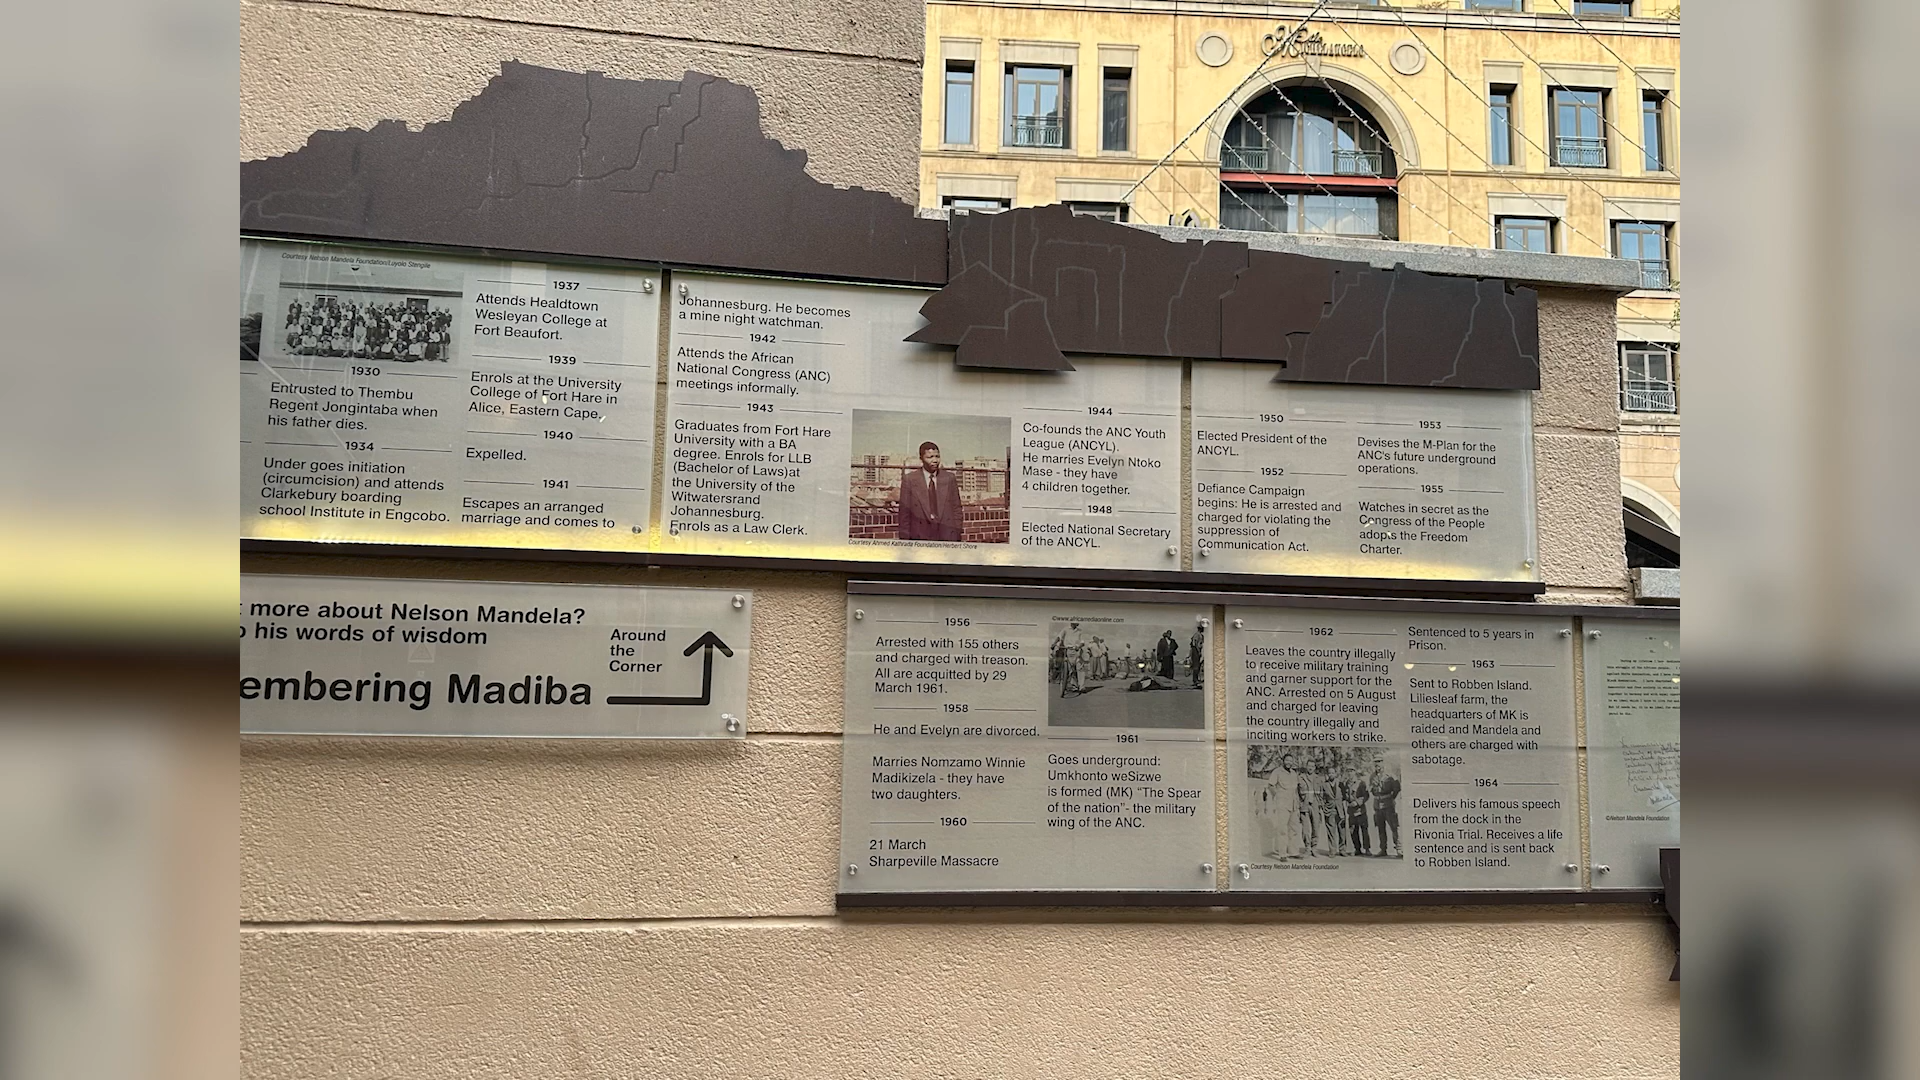 Courtesy Nelson Mandela Foundation/Luyolo Stengile
1930
Entrusted to Thembu
Regent Jongintaba when
his father dies.
1934
Under goes initiation
(circumcision) and attends
Clarkebury boarding
school Institute in Engcobo.
1937
Attends Healdtown
Wesleyan College at
Fort Beaufort.
1939
Enrols at the University
College of Fort Hare in
Alice, Eastern Cape.
1940
Expelled.
1941
Escapes an arranged
marriage and comes to
Johannesburg. He becomes
a mine night watchman.
1942
Attends the African
National Congress (ANC)
meetings informally.
1943
Graduates from Fort Hare
University with a BA
degree. Enrols for LLB
(Bachelor of Laws)at
the University of the
Witwatersrand
Johannesburg.
Enrols as a Law Clerk.
Courtesy Ahmed Kathrada Foundation/Herbert Shore
1944
Co-founds the ANC Youth
League (ANCYL).
He marries Evelyn Ntoko
Mase - they have
4 children together.
1948
Elected National Secretary
of the ANCYL.
1950
Elected President of the
ANCYL.
1952
Defiance Campaign
begins: He is arrested and
charged for violating the
suppression of
Communication Act.
1953
Devises the M-Plan for the
ANC's future underground
operations.
1955
Watches in secret as the
Congress of the People
adopts the Freedom
Charter.
more about Nelson Mandela?
his words of wisdom
embering Madiba
Around
the
Corner
1956
Arrested with 155 others
and charged with treason.
All are acquitted by 29
March 1961.
1958
He and Evelyn are divorced.
Marries Nomzamo Winnie
Madikizela - they have
two daughters.
1960
21 March
Sharpeville Massacre
©www.africamediaonline.com
1961
Goes underground:
Umkhonto weSizwe
is formed (MK) “The Spear
of the nation”- the military
wing of the ANC.
1962
Leaves the country illegally
to receive military training
and garner support for the
ANC. Arrested on 5 August
and charged for leaving
the country illegally and
inciting workers to strike.
Courtesy Nelson Mandela Foundation
Sentenced to 5 years in
Prison.
1963
Sent to Robben Island.
Liliesleaf farm, the
headquarters of MK is
raided and Mandela and
others are charged with
sabotage.
1964
Delivers his famous speech
from the dock in the
Rivonia Trial. Receives a life
sentence and is sent back
to Robben Island.
©Nelson Mandela Foundation